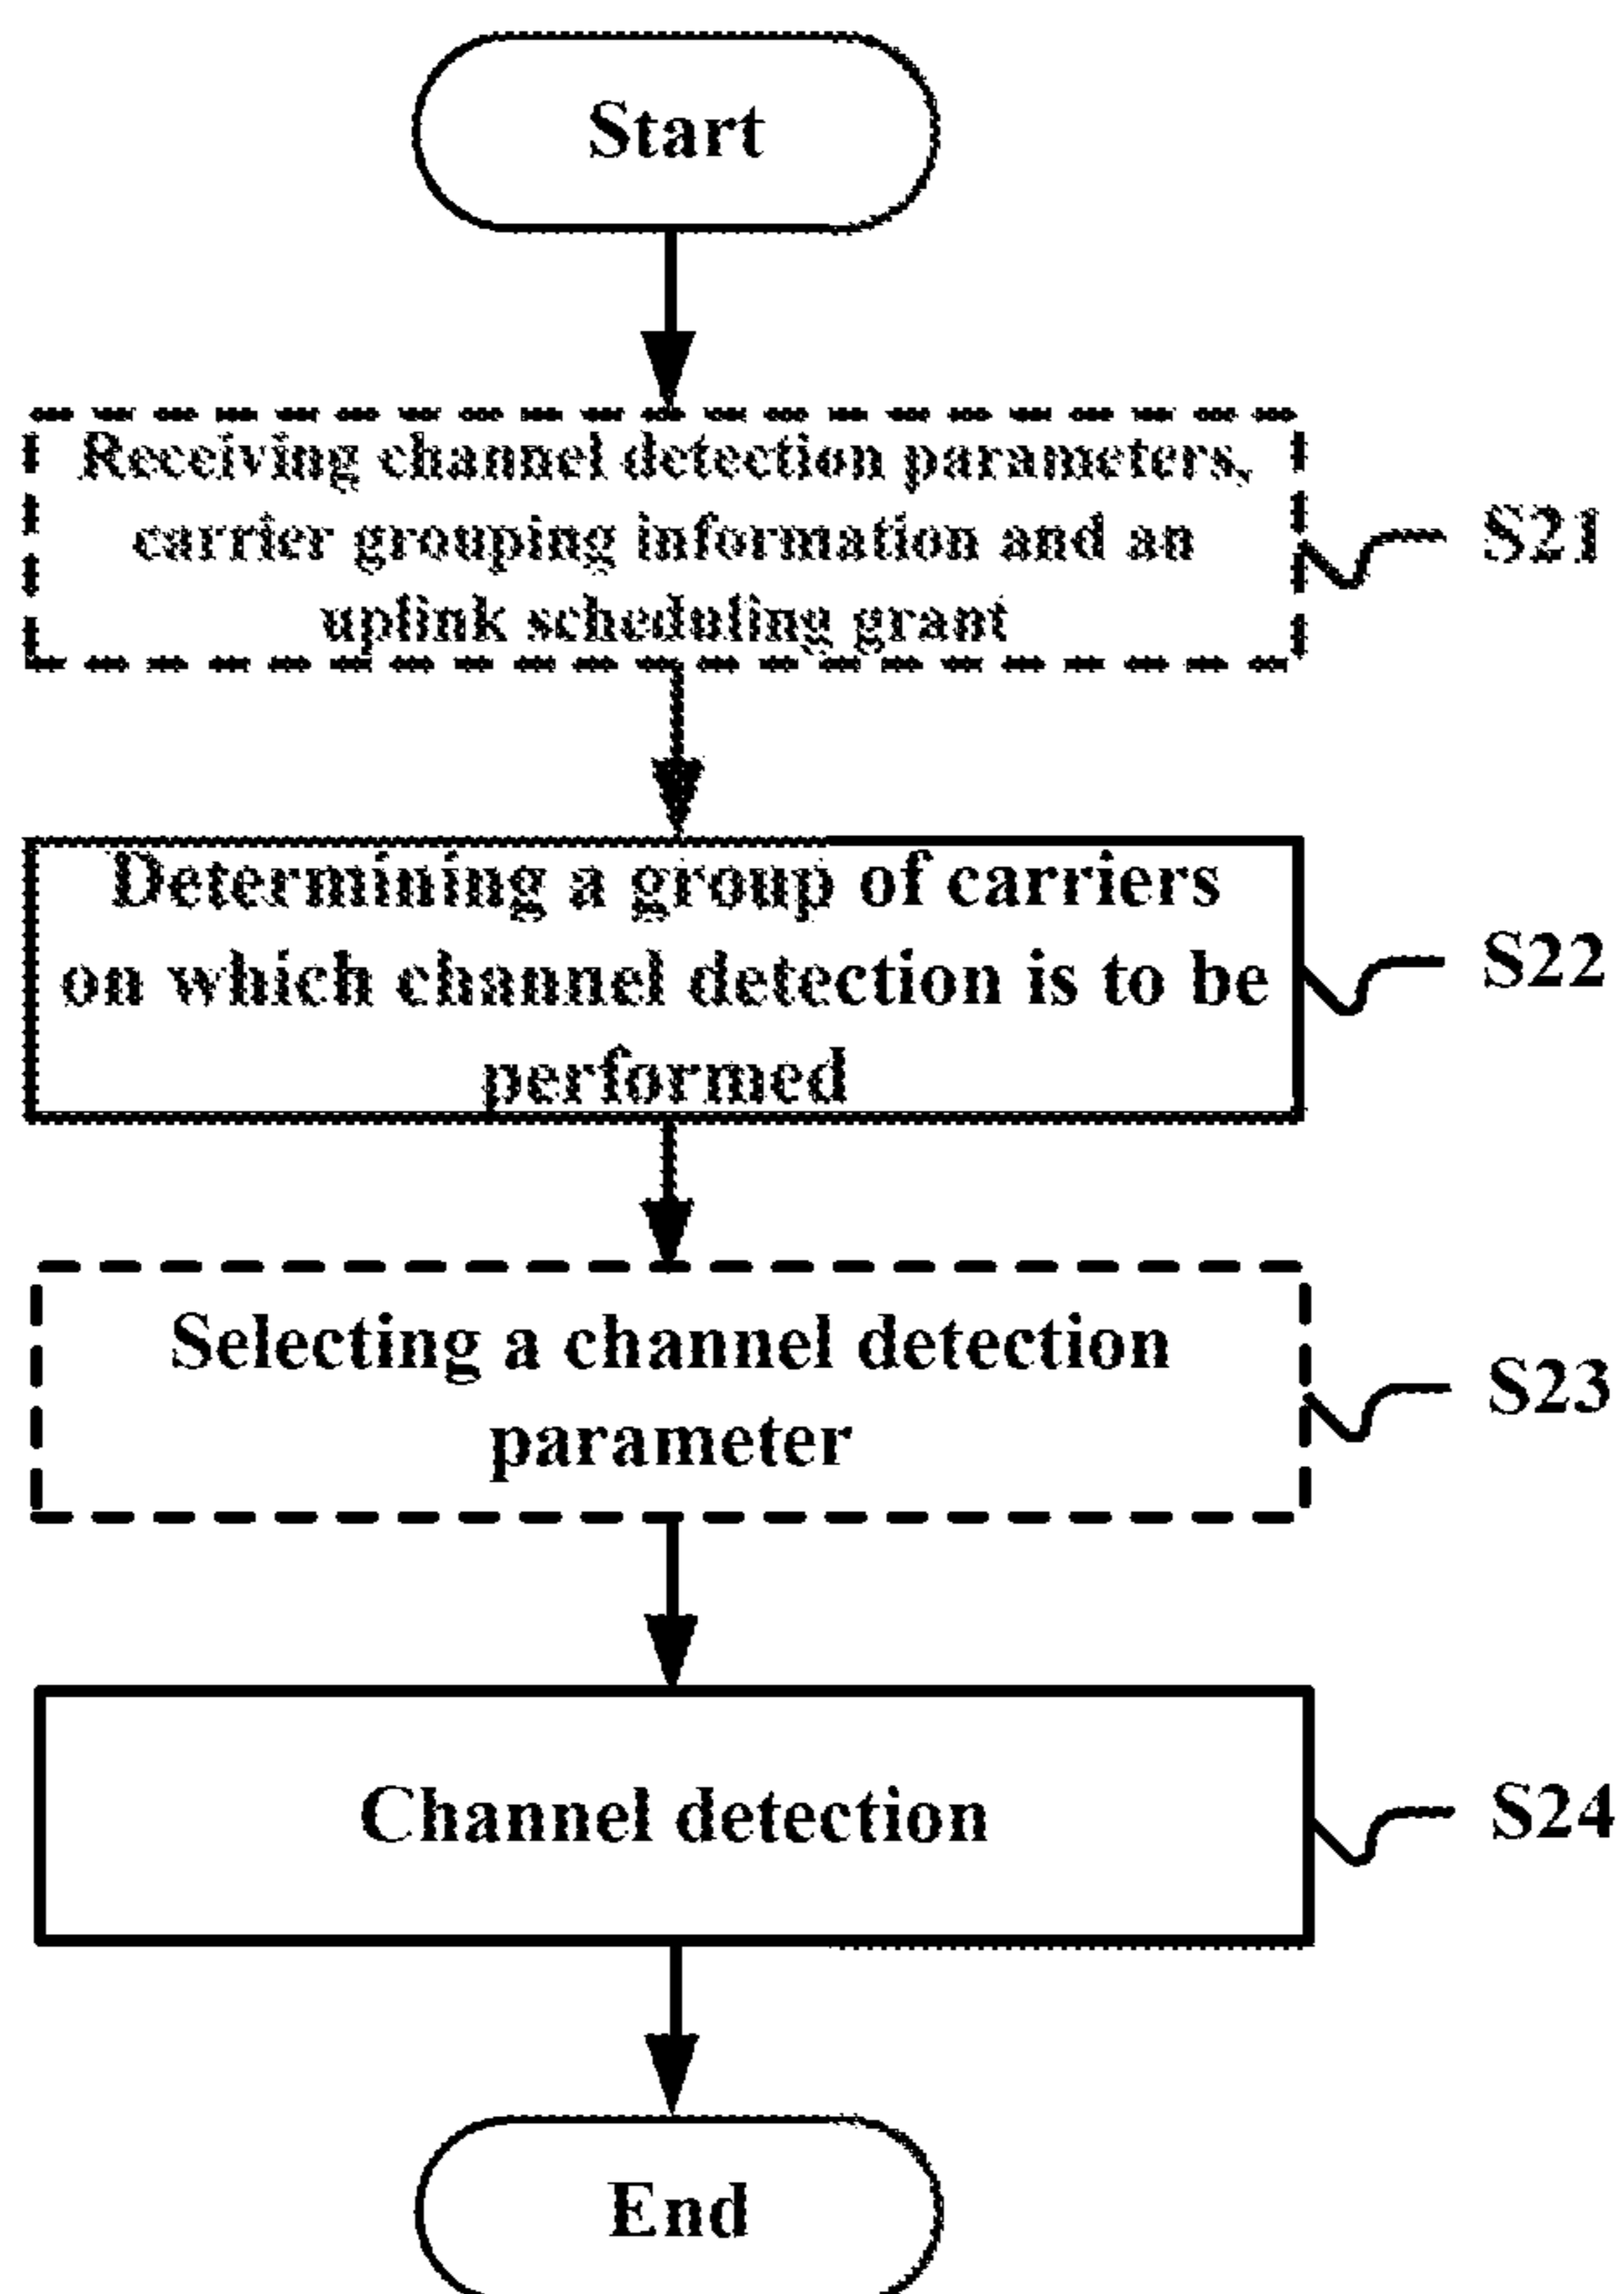 Start
Receiving channel detection parameters,
carrier grouping information and an
uplink scheduling grant
S21
Determining a group of carriers
on which channel detection is to be
performed
S22
Selecting a channel detection
parameter
S23
Channel detection
S24
End